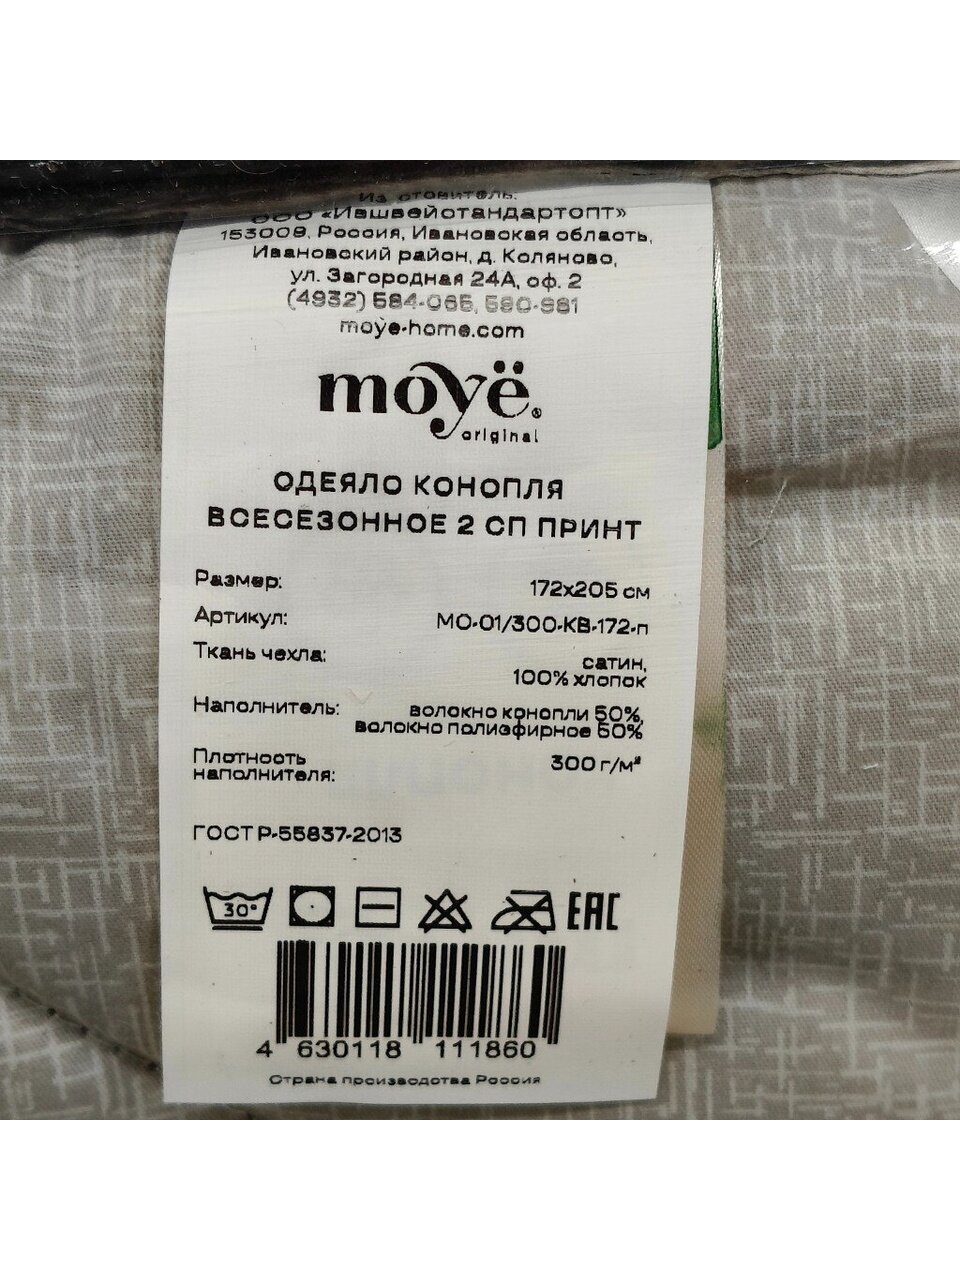 Изготовитель:
ООО «Ившвейстандартопт»
153009, Россия, Ивановская область,
Ивановский район, д. Коляново,
ул. Загородная 24А, оф. 2
(4932) 584-065, 580-981
moye-home.com
moyё®
original
ОДЕЯЛО КОНОПЛЯ
ВСЕСЕЗОННОЕ 2 СП ПРИНТ
Размер: 172x205 см
Артикул: МО-01/300-КВ-172-п
Ткань чехла: сатин,
100% хлопок
Наполнитель: волокно конопли 50%,
волокно полиэфирное 50%
Плотность
наполнителя: 300 г/м²
ГОСТ Р-55837-2013
30° EAC
4 630118 111860
Страна производства Россия